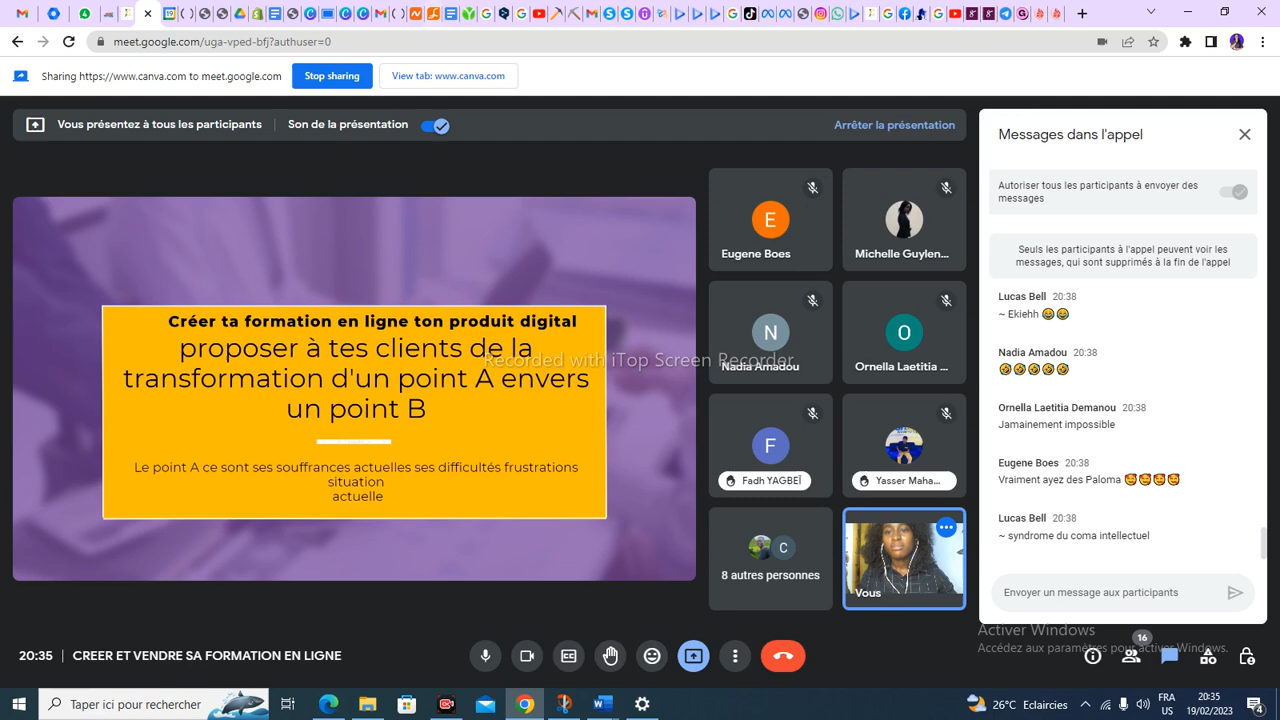 meet.google.com/uga-vped-bfj?authuser=0
Sharing https://www.canva.com to meet.google.com
Stop sharing
View tab: www.canva.com
Vous présentez à tous les participants
Son de la présentation
Arrêter la présentation
Créer ta formation en ligne ton produit digital
proposer à tes clients de la
transformation d'un point A envers
un point B
Le point A ce sont ses souffrances actuelles ses difficultés frustrations
situation
actuelle
Recorded with iTop Screen Recorder
E
Eugene Boes
Michelle Guylen...
N
Nadia Amadou
O
Ornella Laetitia ...
F
Fadh YAGBEÏ
Yasser Maha...
C
8 autres personnes
Vous
Messages dans l'appel
Autoriser tous les participants à envoyer des
messages
Seuls les participants à l'appel peuvent voir les
messages, qui sont supprimés à la fin de l'appel
Lucas Bell 20:38
~ Ekiehh 😂😂
Nadia Amadou 20:38
🤣🤣🤣🤣🤣
Ornella Laetitia Demanou 20:38
Jamainement impossible
Eugene Boes 20:38
Vraiment ayez des Paloma 🥰🥰🥰🥰
Lucas Bell 20:38
~ syndrome du coma intellectuel
Envoyer un message aux participants
Activer Windows
Accédez aux paramètres pour activer Windows.
20:35 | CREER ET VENDRE SA FORMATION EN LIGNE
16
Taper ici pour rechercher
26°C Eclaircies
FRA
US
20:35
19/02/2023
4